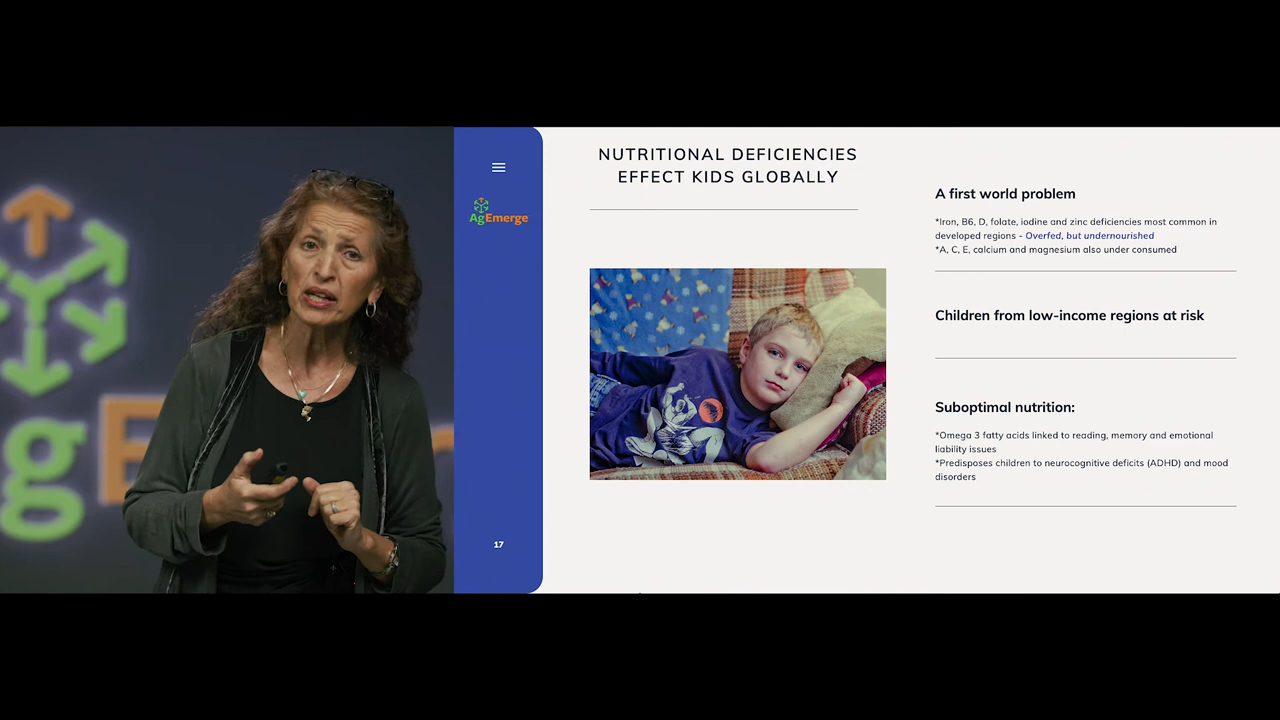 NUTRITIONAL DEFICIENCIES
EFFECT KIDS GLOBALLY
AgEmerge
17
A first world problem
*Iron, B6, D, folate, iodine and zinc deficiencies most common in
developed regions - Overfed, but undernourished
*A, C, E, calcium and magnesium also under consumed
Children from low-income regions at risk
Suboptimal nutrition:
*Omega 3 fatty acids linked to reading, memory and emotional
liability issues
*Predisposes children to neurocognitive deficits (ADHD) and mood
disorders
g E